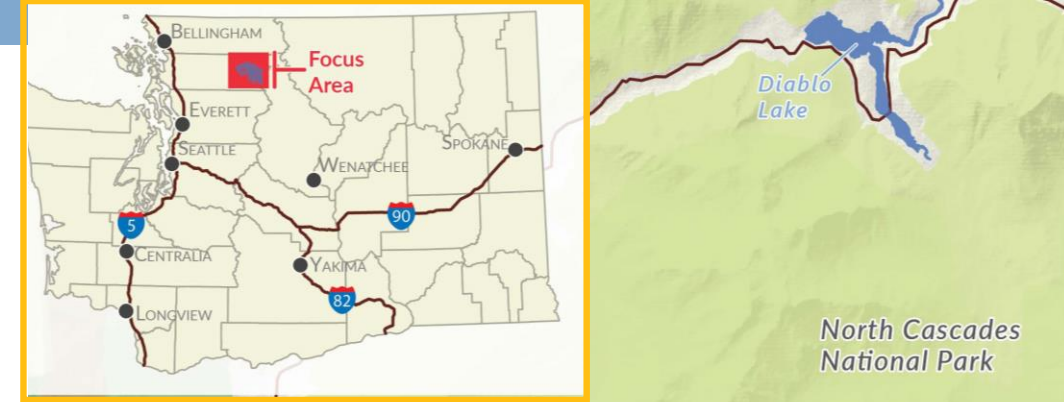 BELLINGHAM
Focus
Area
EVERETT
SEATTLE
WENATCHEE
SPOKANE
90
5
CENTRALIA
YAKIMA
82
LONGVIEW
Diablo
Lake
North Cascades
National Park